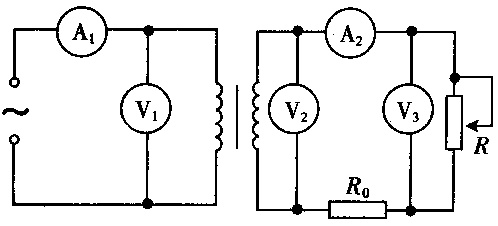 A₁
A₂
V₁
V₂
V₃
R
R₀